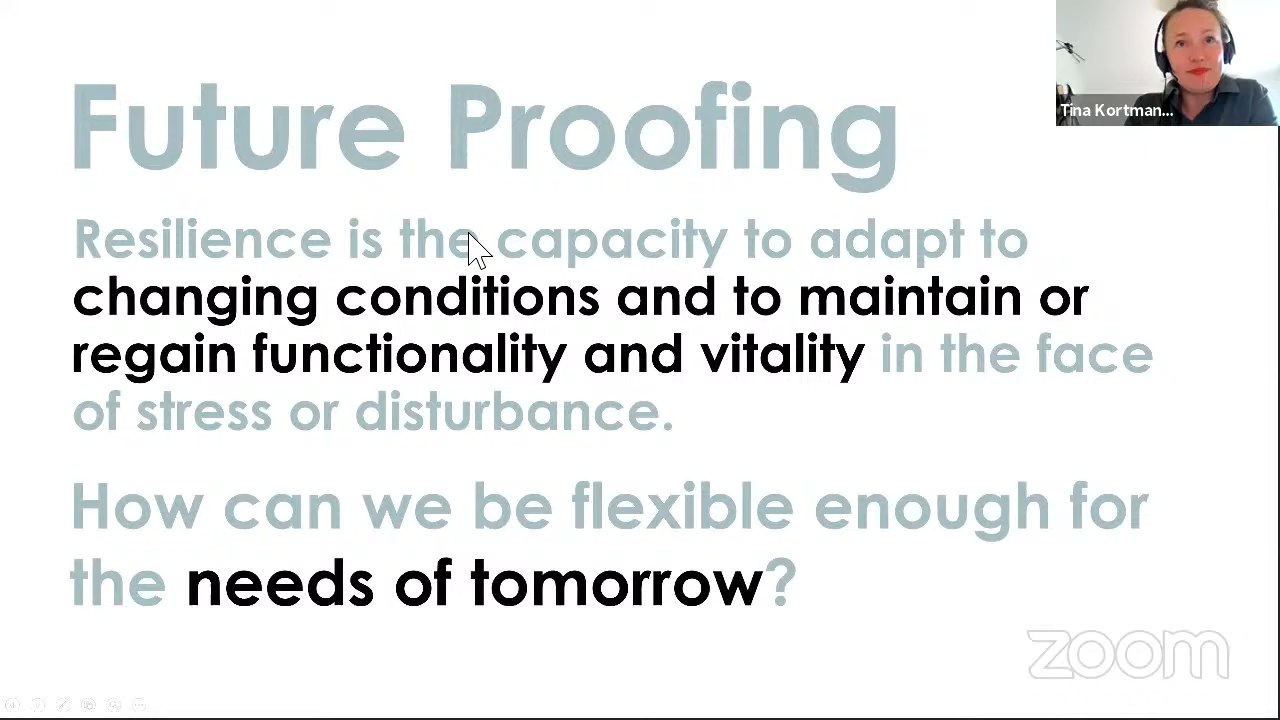 Future Proofing
Tina Kortman...
Resilience is the capacity to adapt to
changing conditions and to maintain or
regain functionality and vitality in the face
of stress or disturbance.
How can we be flexible enough for
the needs of tomorrow?
zoom